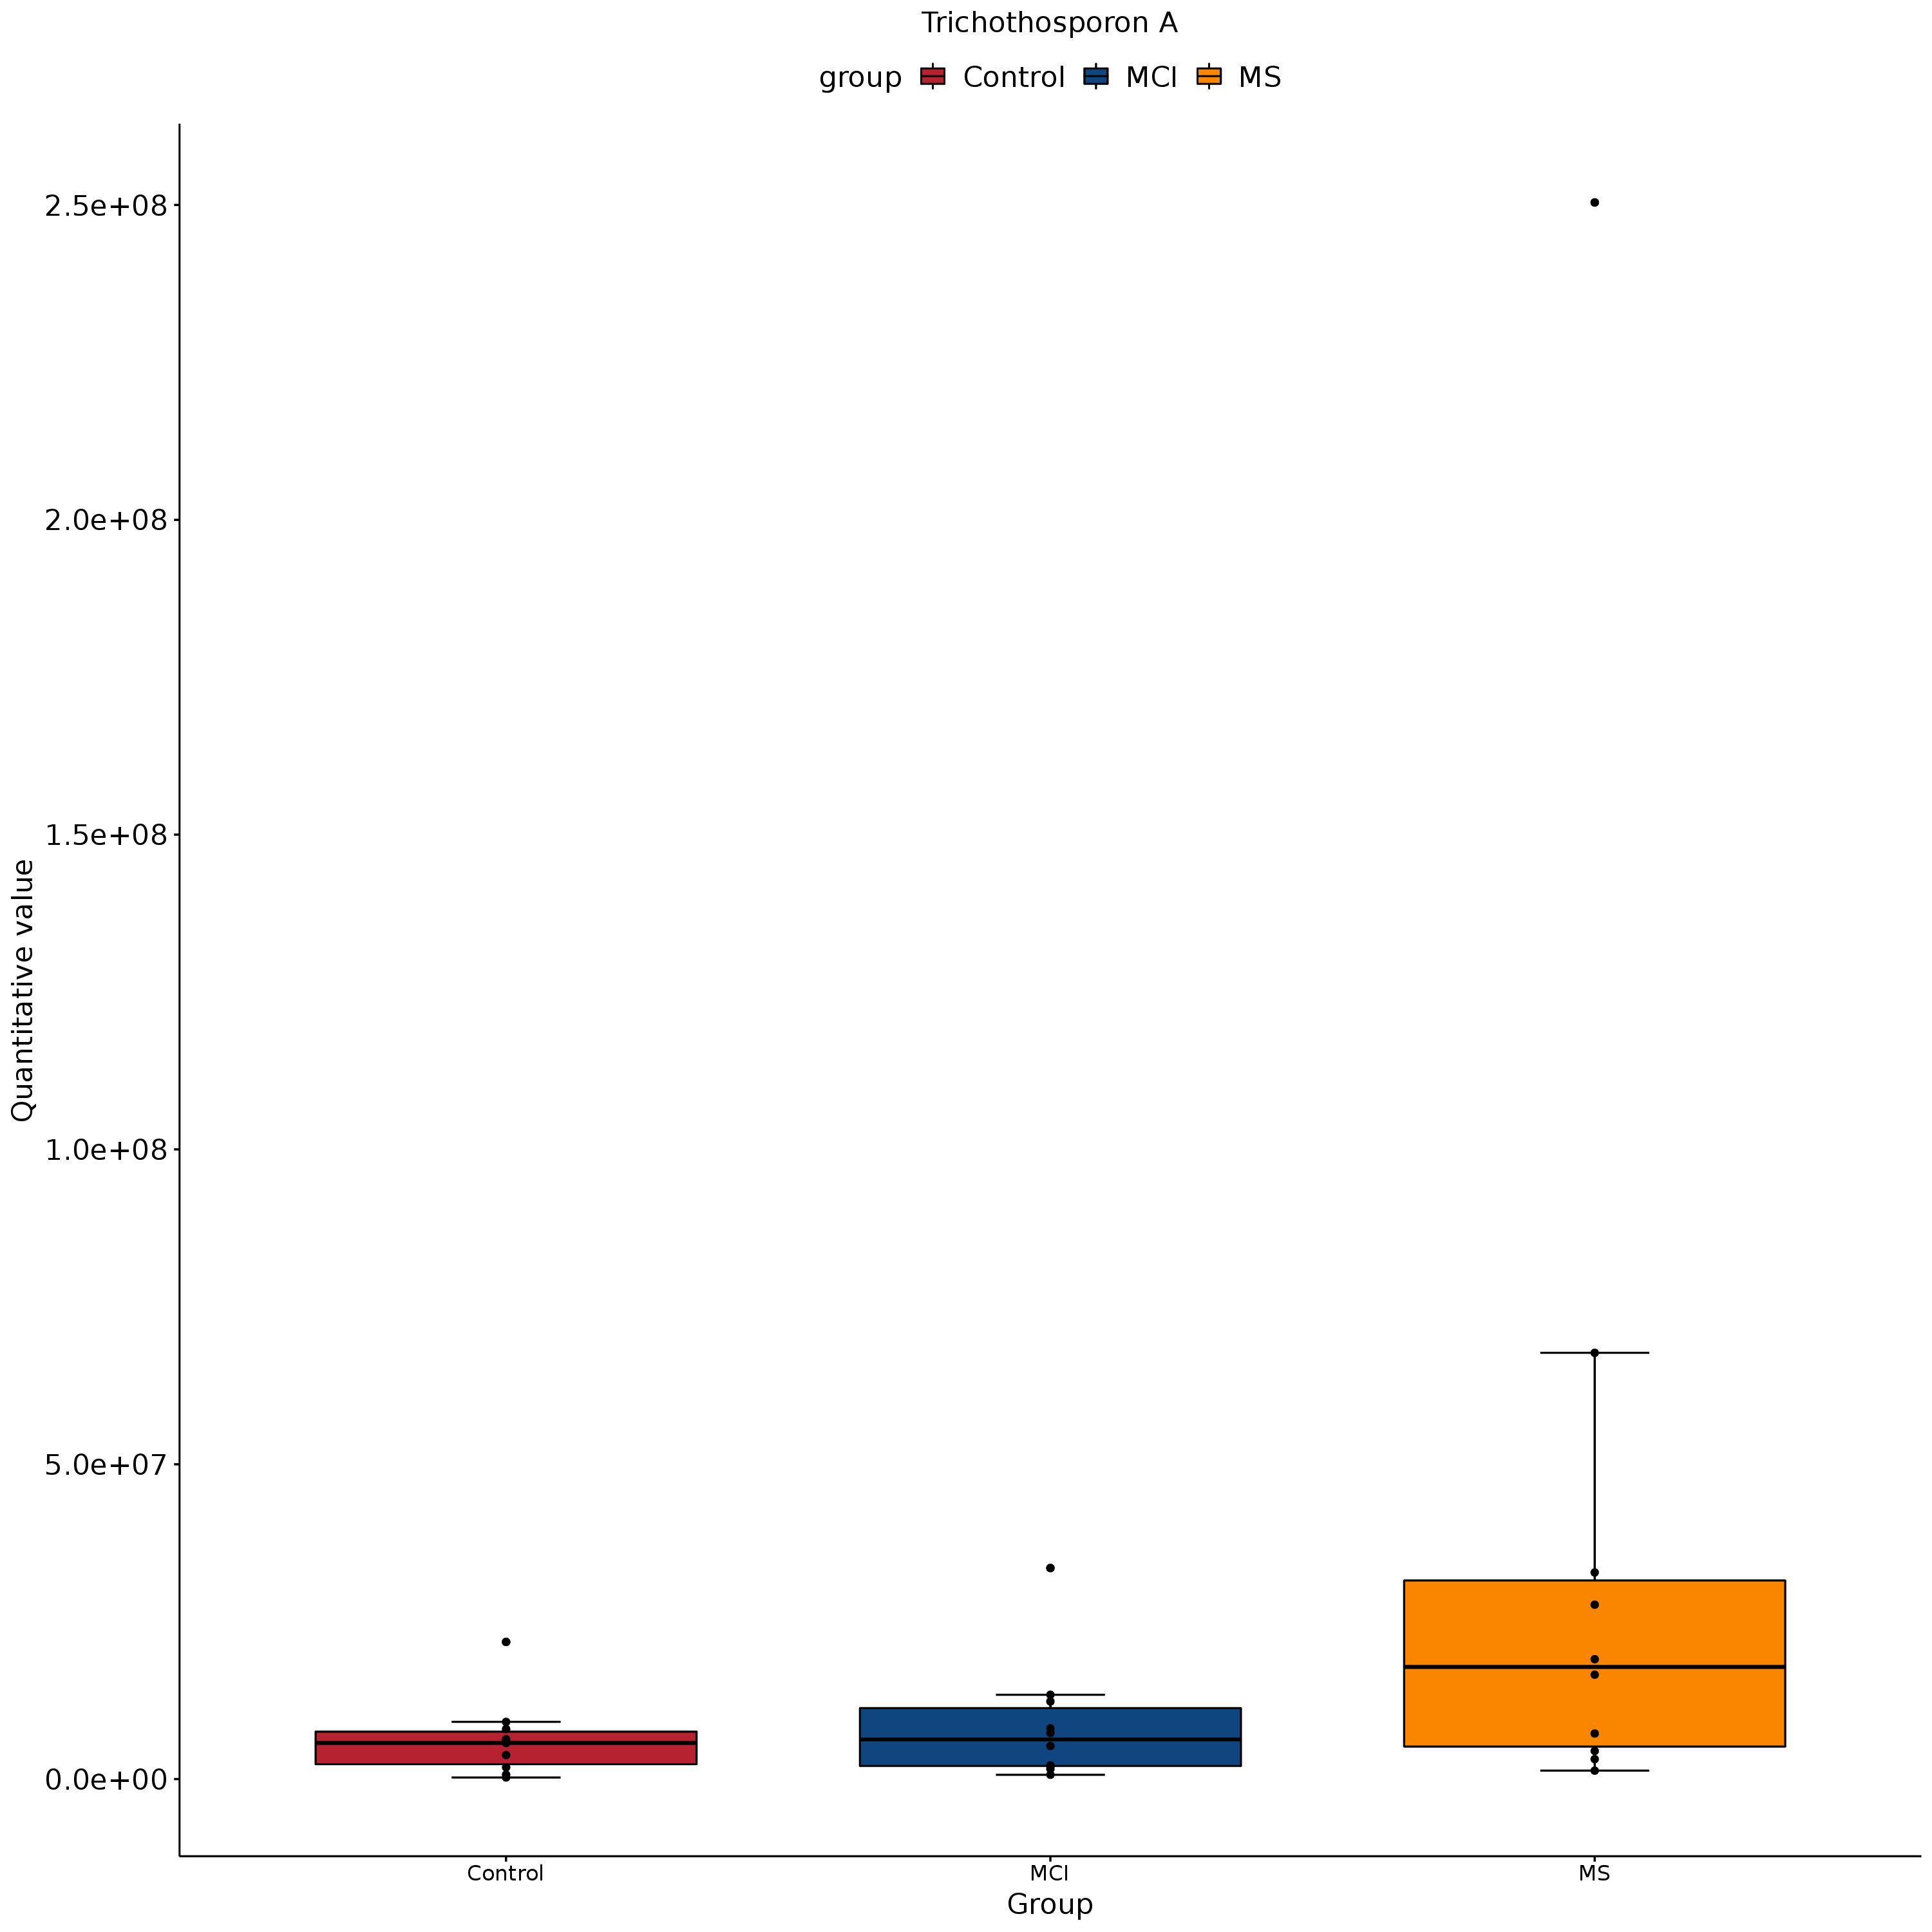 Trichothosporon A
group Control MCI MS
2.5e+08
2.0e+08
1.5e+08
1.0e+08
5.0e+07
0.0e+00
Quantitative value
Control MCI MS
Group